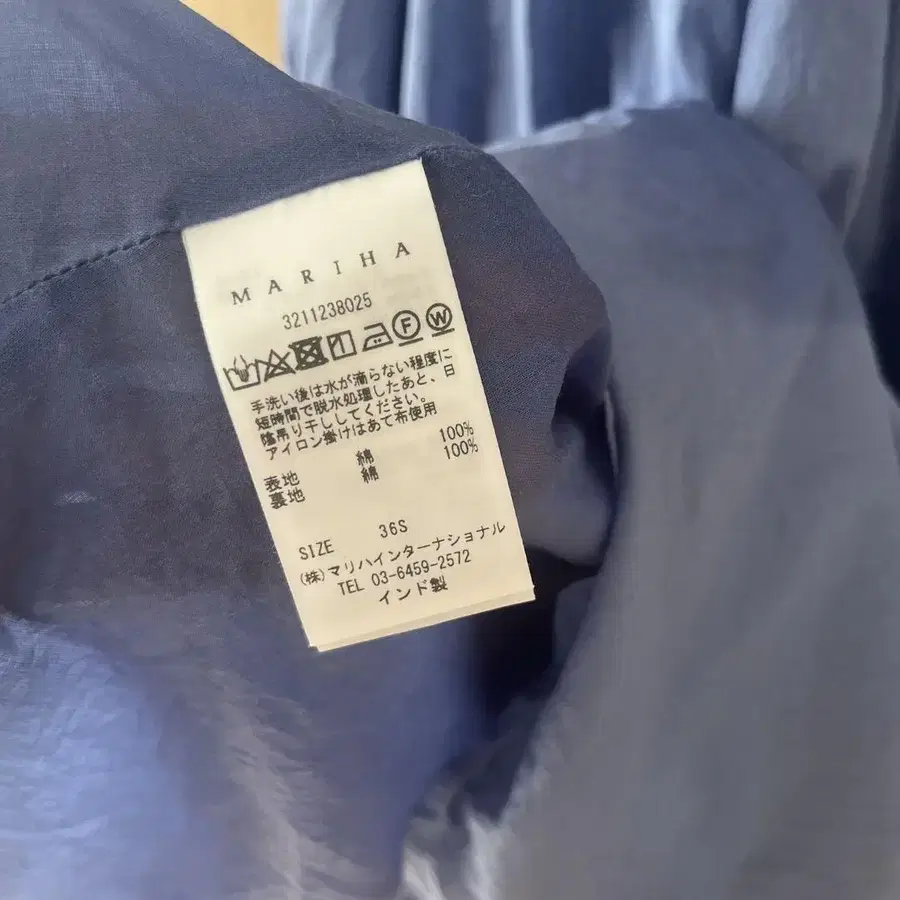 MARIHA
3211238025
F W
手洗い後は水が滴らない程度に
短時間で脱水処理したあと、日
陰吊り干ししてください。
アイロン掛けはあて布使用
表地 綿 100%
裏地 綿 100%
SIZE 36S
(株)マリハインターナショナル
TEL 03-6459-2572
インド製